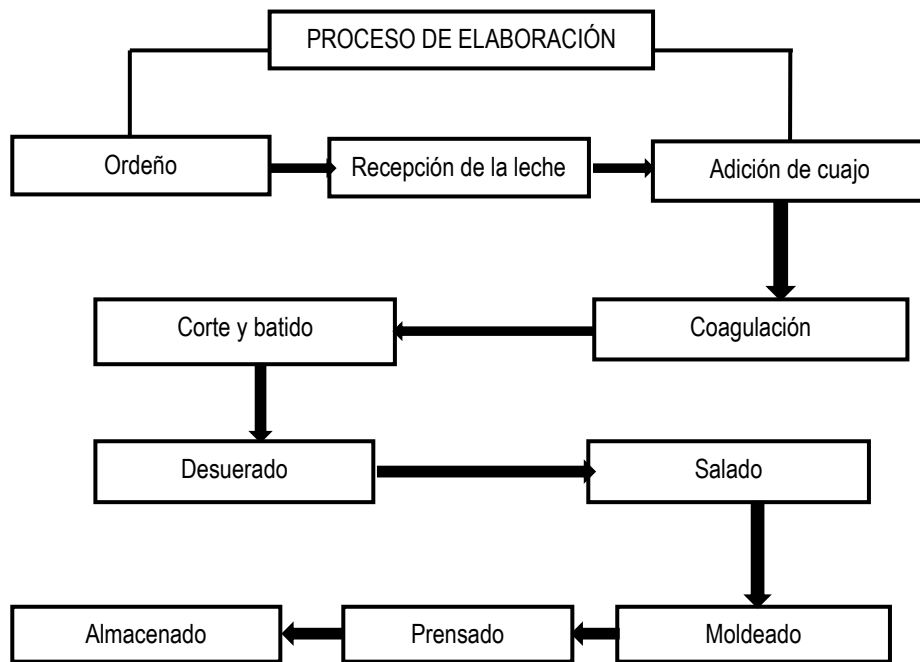 PROCESO DE ELABORACIÓN
Ordeño
Recepción de la leche
Adición de cuajo
Coagulación
Corte y batido
Desuerado
Salado
Moldeado
Prensado
Almacenado